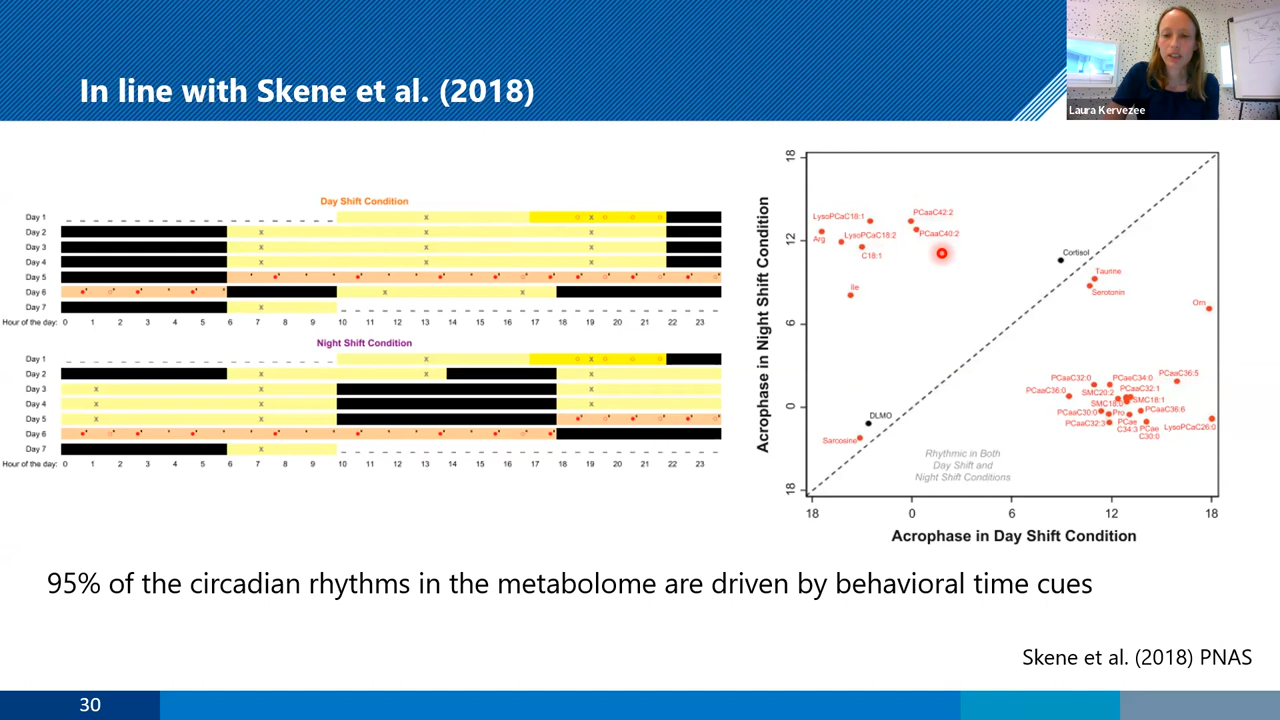 In line with Skene et al. (2018)
Laura Kervezee
Day Shift Condition
Day 1
Day 2
Day 3
Day 4
Day 5
Day 6
Day 7
Hour of the day: 0 1 2 3 4 5 6 7 8 9 10 11 12 13 14 15 16 17 18 19 20 21 22 23
Night Shift Condition
Day 1
Day 2
Day 3
Day 4
Day 5
Day 6
Day 7
Hour of the day: 0 1 2 3 4 5 6 7 8 9 10 11 12 13 14 15 16 17 18 19 20 21 22 23
Acrophase in Night Shift Condition
18
12
6
0
18
LysoPCaC18:1
PCaaC42:2
Arg
LysoPCaC18:2
PCaaC40:2
C18:1
Cortisol
Taurine
Ile
Serotonin
Orn
PCaaC32:0
PCaeC34:0
PCaaC36:5
PCaaC36:0
SMC20:2
PCaaC32:1
SMC18:0
SMC18:1
PCaaC30:0
Pro
PCaaC36:6
DLMO
PCaaC32:3
PCae
C34:3
PCae
C30:0
LysoPCaC26:0
Sarcosine
Rhythmic in Both
Day Shift and
Night Shift Conditions
18 0 6 12 18
Acrophase in Day Shift Condition
95% of the circadian rhythms in the metabolome are driven by behavioral time cues
Skene et al. (2018) PNAS
30